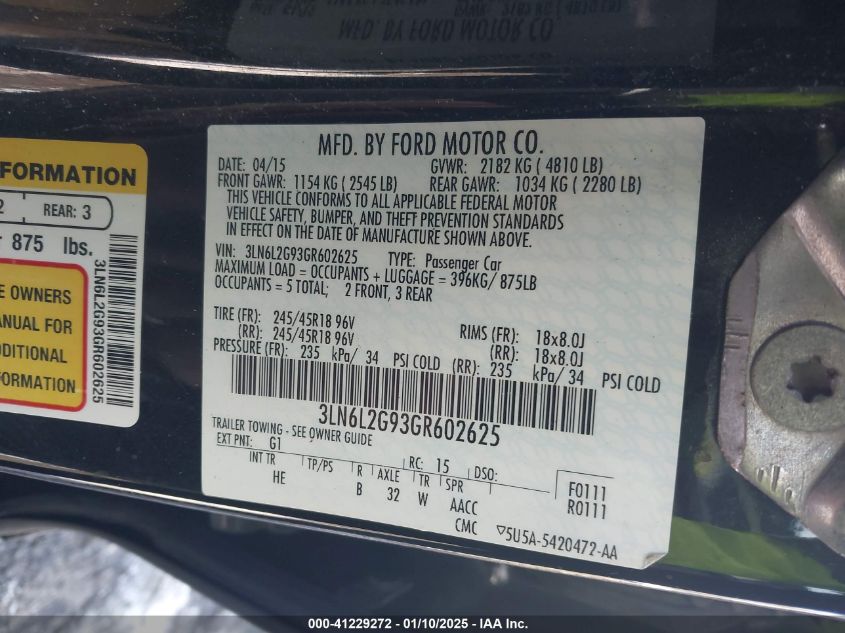 MFD. BY FORD MOTOR CO.
FORMATION
2 REAR: 3
875 lbs.
E OWNERS
ANUAL FOR
DDITIONAL
FORMATION
3LN6L2G93GR602625
MFD. BY FORD MOTOR CO.
DATE: 04/15 GVWR: 2182 KG ( 4810 LB)
FRONT GAWR: 1154 KG ( 2545 LB) REAR GAWR: 1034 KG ( 2280 LB)
THIS VEHICLE CONFORMS TO ALL APPLICABLE FEDERAL MOTOR
VEHICLE SAFETY, BUMPER, AND THEFT PREVENTION STANDARDS
IN EFFECT ON THE DATE OF MANUFACTURE SHOWN ABOVE.
VIN: 3LN6L2G93GR602625 TYPE: Passenger Car
MAXIMUM LOAD = OCCUPANTS + LUGGAGE = 396KG/ 875LB
OCCUPANTS = 5 TOTAL; 2 FRONT, 3 REAR
TIRE (FR): 245/45R18 96V RIMS (FR): 18x8.0J
(RR): 245/45R18 96V (RR): 18x8.0J
PRESSURE (FR): 235 kPa/ 34 PSI COLD (RR): 235 kPa/ 34 PSI COLD
3LN6L2G93GR602625
TRAILER TOWING - SEE OWNER GUIDE
EXT PNT: G1 RC: 15 DSO:
INT TR TP/PS R AXLE TR SPR F0111
HE B 32 W AACC R0111
CMC ▽5U5A-5420472-AA
000-41229272 - 01/10/2025 - IAA Inc.